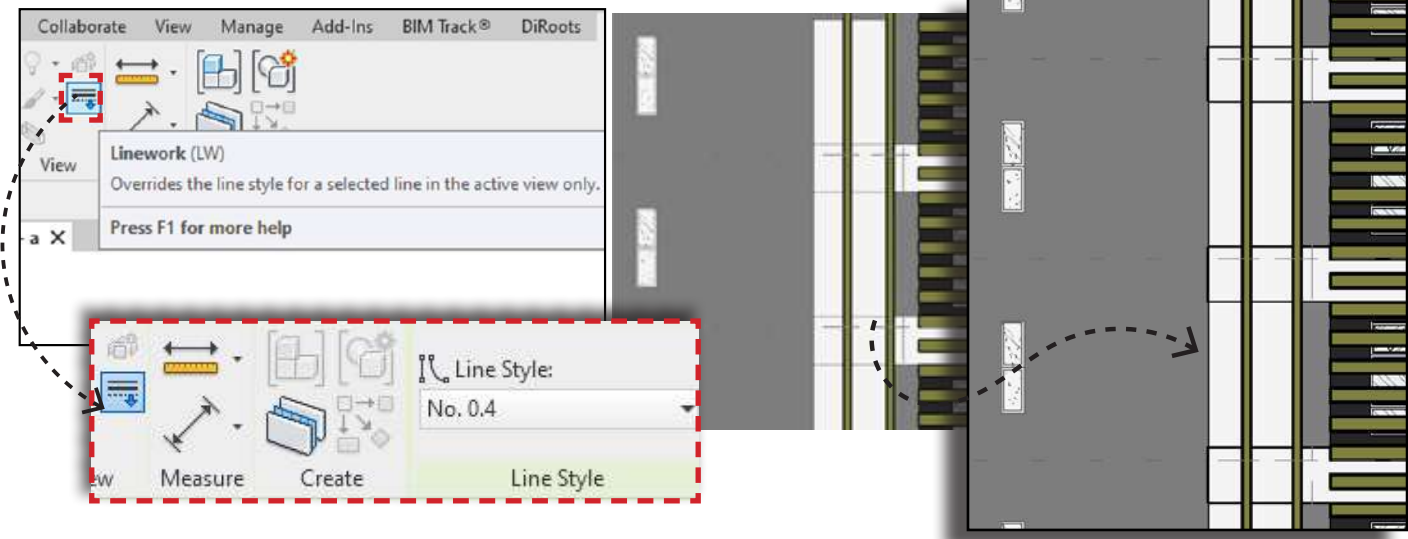 Collaborate View Manage Add-Ins BIM Track® DiRoots
View
Linework (LW)
Overrides the line style for a selected line in the active view only.
Press F1 for more help
a X
Line Style:
No. 0.4
ew Measure Create Line Style